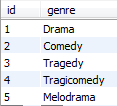 id genre
1 Drama
2 Comedy
3 Tragedy
4 Tragicomedy
5 Melodrama